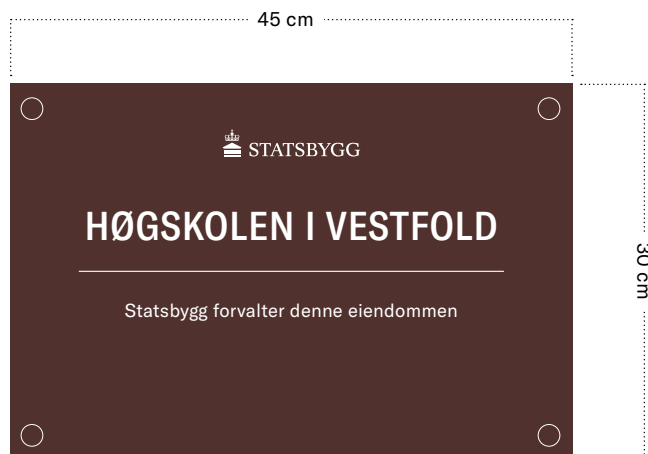 45 cm
STATSBYGG
HØGSKOLEN I VESTFOLD
Statsbygg forvalter denne eiendommen
30 cm